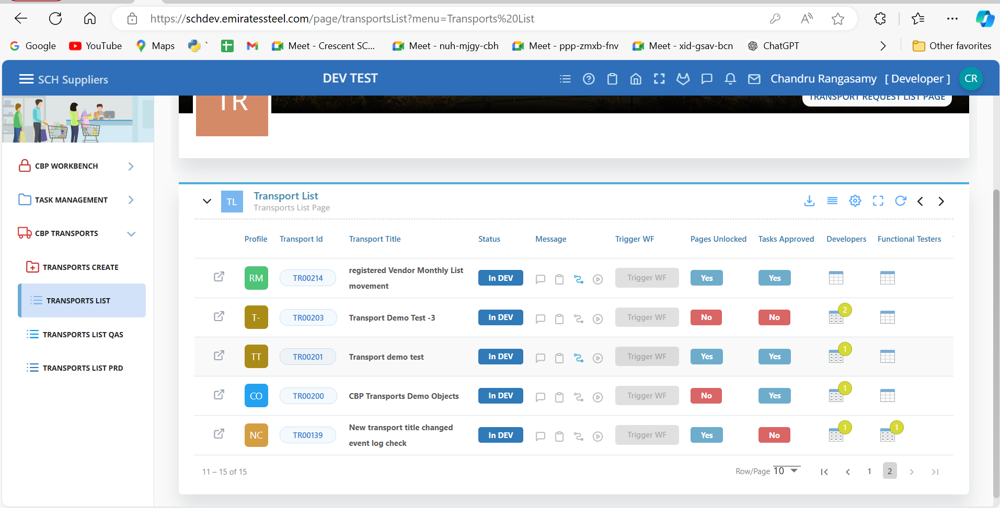 https://schdev.emiratessteel.com/page/transportsList?menu=Transports%20List
Google YouTube Maps ` Meet - Crescent SC... Meet - nuh-mjgy-cbh Meet - ppp-zmxb-fnv Meet - xid-gsav-bcn ChatGPT Other favorites
SCH Suppliers DEV TEST Chandru Rangasamy [ Developer ] CR
TR TRANSPORT REQUEST LIST PAGE
CBP WORKBENCH
TASK MANAGEMENT
CBP TRANSPORTS
TRANSPORTS CREATE
TRANSPORTS LIST
TRANSPORTS LIST QAS
TRANSPORTS LIST PRD
TL Transport List
Transports List Page
Profile Transport Id Transport Title Status Message Trigger WF Pages Unlocked Tasks Approved Developers Functional Testers
RM TR00214 registered Vendor Monthly List movement In DEV Trigger WF Yes Yes
T- TR00203 Transport Demo Test -3 In DEV Trigger WF No No 2
TT TR00201 Transport demo test In DEV Trigger WF Yes Yes 1
CO TR00200 CBP Transports Demo Objects In DEV Trigger WF No Yes 1
NC TR00139 New transport title changed event log check In DEV Trigger WF Yes No 1 1
11 – 15 of 15 Row/Page 10 1 2